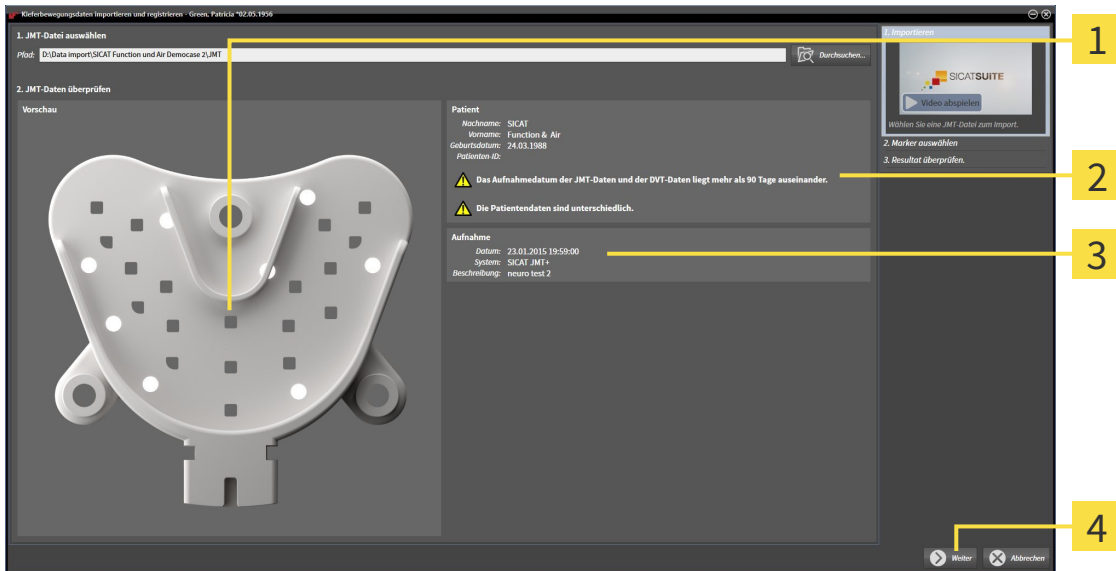 Kieferbewegungsdaten importieren und registrieren - Green, Patricia *02.05.1956
1. JMT-Datei auswählen
Pfad: D:\Data import\SICAT Function und Air Democase 2\JMT
Durchsuchen...
2. JMT-Daten überprüfen
Vorschau
Patient
Nachname: SICAT
Vorname: Function & Air
Geburtsdatum: 24.03.1988
Patienten-ID:
Das Aufnahmedatum der JMT-Daten und der DVT-Daten liegt mehr als 90 Tage auseinander.
Die Patientendaten sind unterschiedlich.
Aufnahme
Datum: 23.01.2015 19:59:00
System: SICAT JMT+
Beschreibung: neuro test 2
1. Importieren
SICATSUITE
Video abspielen
Wählen Sie eine JMT-Datei zum Import.
2. Marker auswählen
3. Resultat überprüfen.
Weiter
Abbrechen
1
2
3
4